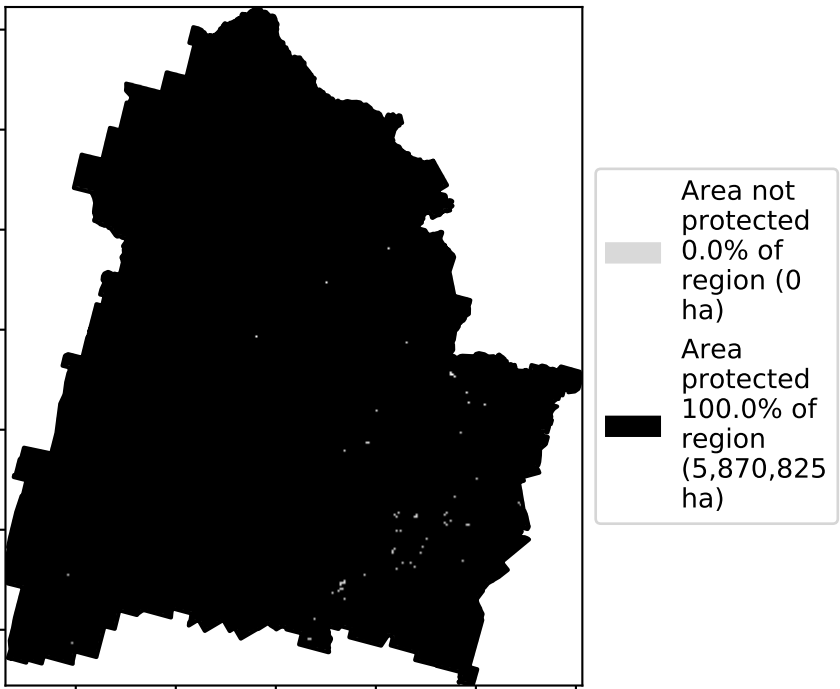 Area not
protected
0.0% of
region (0
ha)
Area
protected
100.0% of
region
(5,870,825
ha)